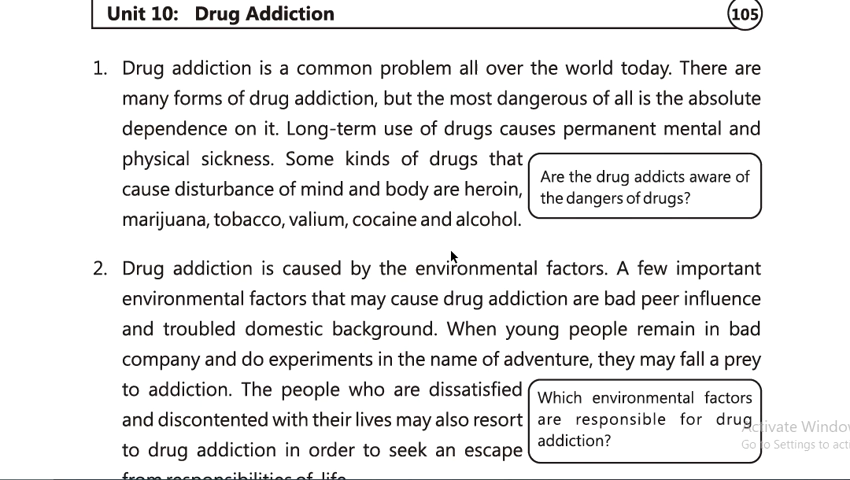 Unit 10: Drug Addiction
105
1. Drug addiction is a common problem all over the world today. There are
many forms of drug addiction, but the most dangerous of all is the absolute
dependence on it. Long-term use of drugs causes permanent mental and
physical sickness. Some kinds of drugs that
cause disturbance of mind and body are heroin,
marijuana, tobacco, valium, cocaine and alcohol.
Are the drug addicts aware of
the dangers of drugs?
2. Drug addiction is caused by the environmental factors. A few important
environmental factors that may cause drug addiction are bad peer influence
and troubled domestic background. When young people remain in bad
company and do experiments in the name of adventure, they may fall a prey
to addiction. The people who are dissatisfied
and discontented with their lives may also resort
to drug addiction in order to seek an escape
from responsibilities of life.
Which environmental factors
are responsible for drug
addiction?
Activate Windo
Go to Settings to acti